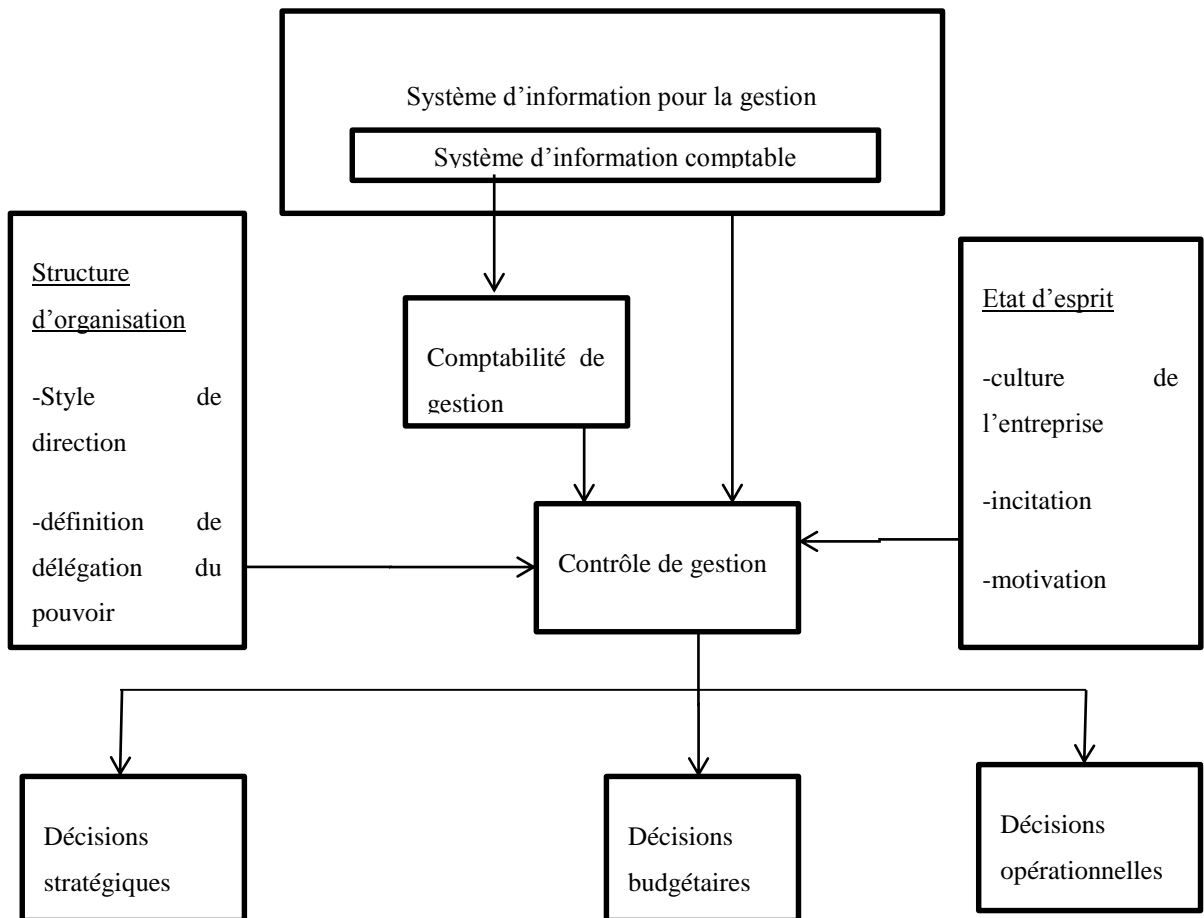 Système d’information pour la gestion
Système d’information comptable
Structure
d’organisation
-Style de
direction
-définition de
délégation du
pouvoir
Comptabilité de
gestion
Etat d’esprit
-culture de
l’entreprise
-incitation
-motivation
Contrôle de gestion
Décisions
stratégiques
Décisions
budgétaires
Décisions
opérationnelles